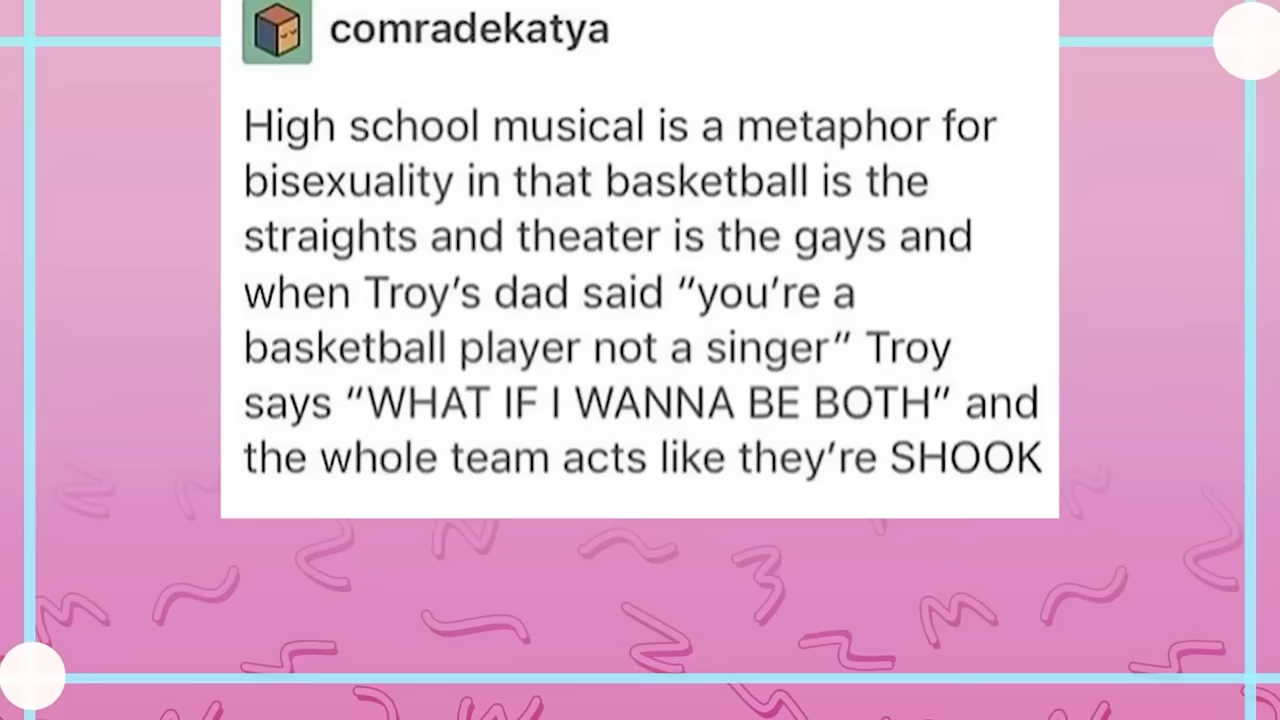 comradekatya
High school musical is a metaphor for
bisexuality in that basketball is the
straights and theater is the gays and
when Troy’s dad said “you’re a
basketball player not a singer” Troy
says “WHAT IF I WANNA BE BOTH” and
the whole team acts like they’re SHOOK